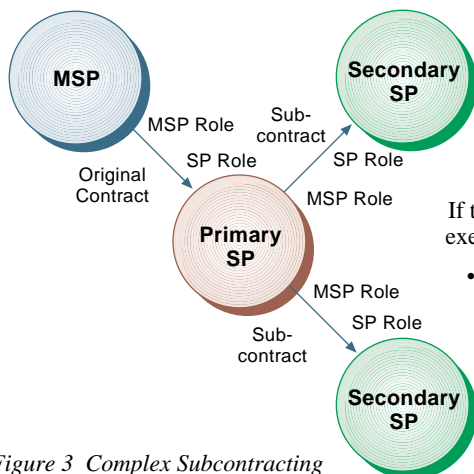 MSP
Secondary
SP
Sub-
contract
MSP Role
SP Role
SP Role
Original
Contract
MSP Role
Primary
SP
If t
exe
•
MSP Role
SP Role
Sub-
contract
Secondary
SP
Figure 3 Complex Subcontracting